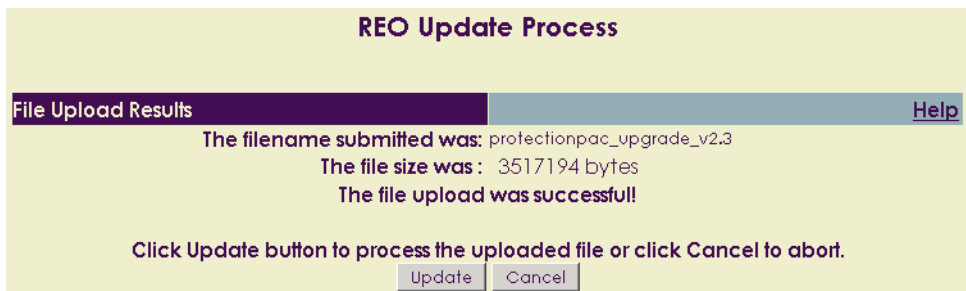 REO Update Process
File Upload Results Help
The filename submitted was: protectionpac_upgrade_v2.3
The file size was : 3517194 bytes
The file upload was successful!
Click Update button to process the uploaded file or click Cancel to abort.
Update Cancel